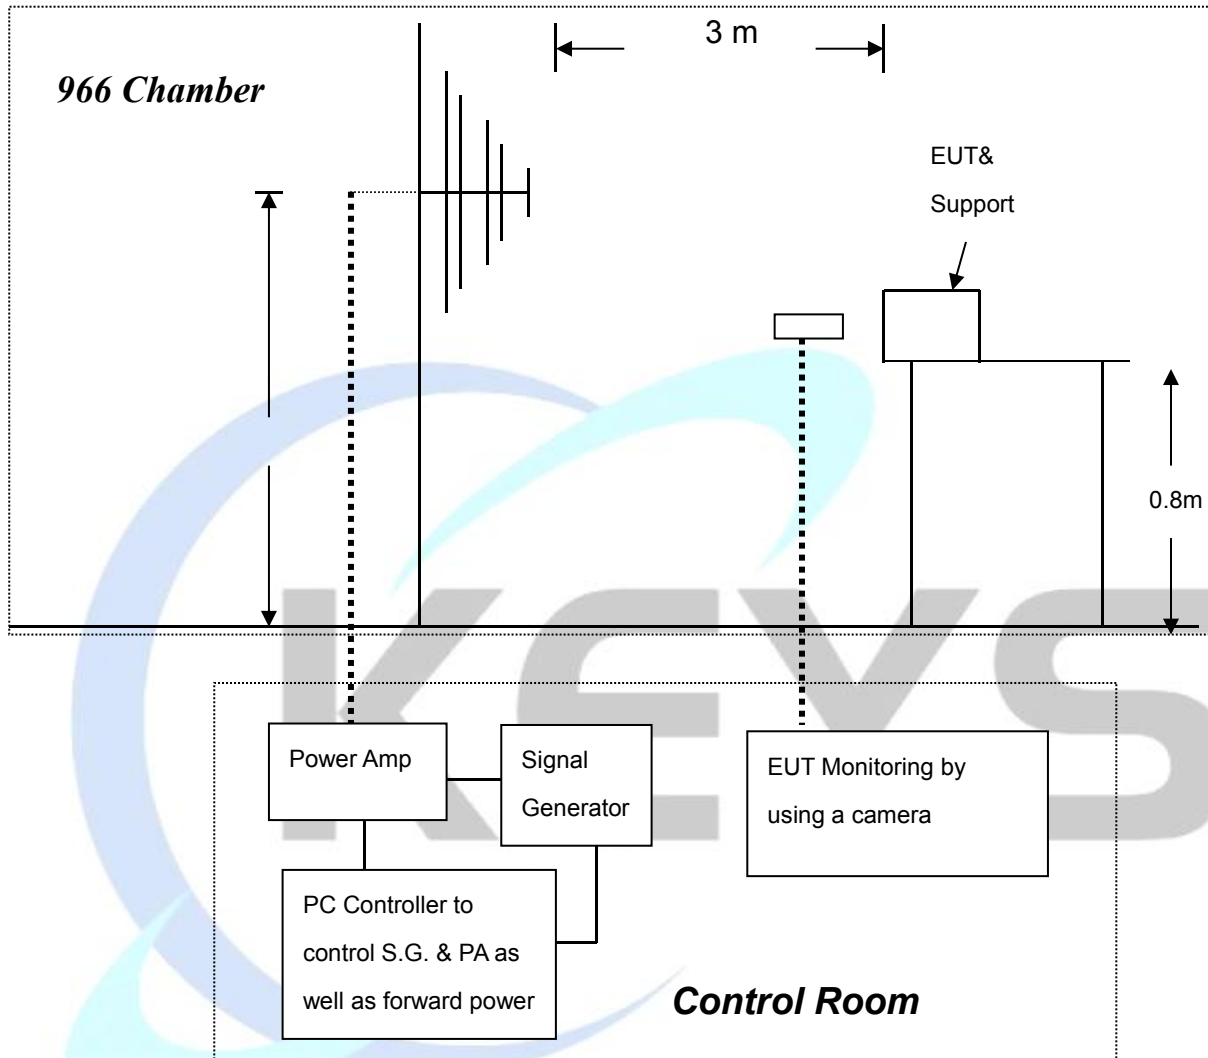 3 m
966 Chamber
EUT&
Support
0.8m
KEYS
Power Amp
Signal
Generator
EUT Monitoring by
using a camera
PC Controller to
control S.G. & PA as
well as forward power
Control Room